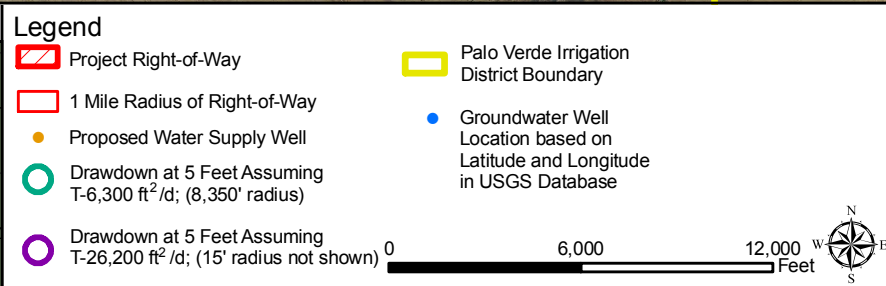 Legend
Project Right-of-Way
1 Mile Radius of Right-of-Way
Proposed Water Supply Well
Drawdown at 5 Feet Assuming
T-6,300 ft²/d; (8,350' radius)
Drawdown at 5 Feet Assuming
T-26,200 ft²/d; (15' radius not shown)
Palo Verde Irrigation
District Boundary
Groundwater Well
Location based on
Latitude and Longitude
in USGS Database
0 6,000 12,000
Feet
N
W E
S